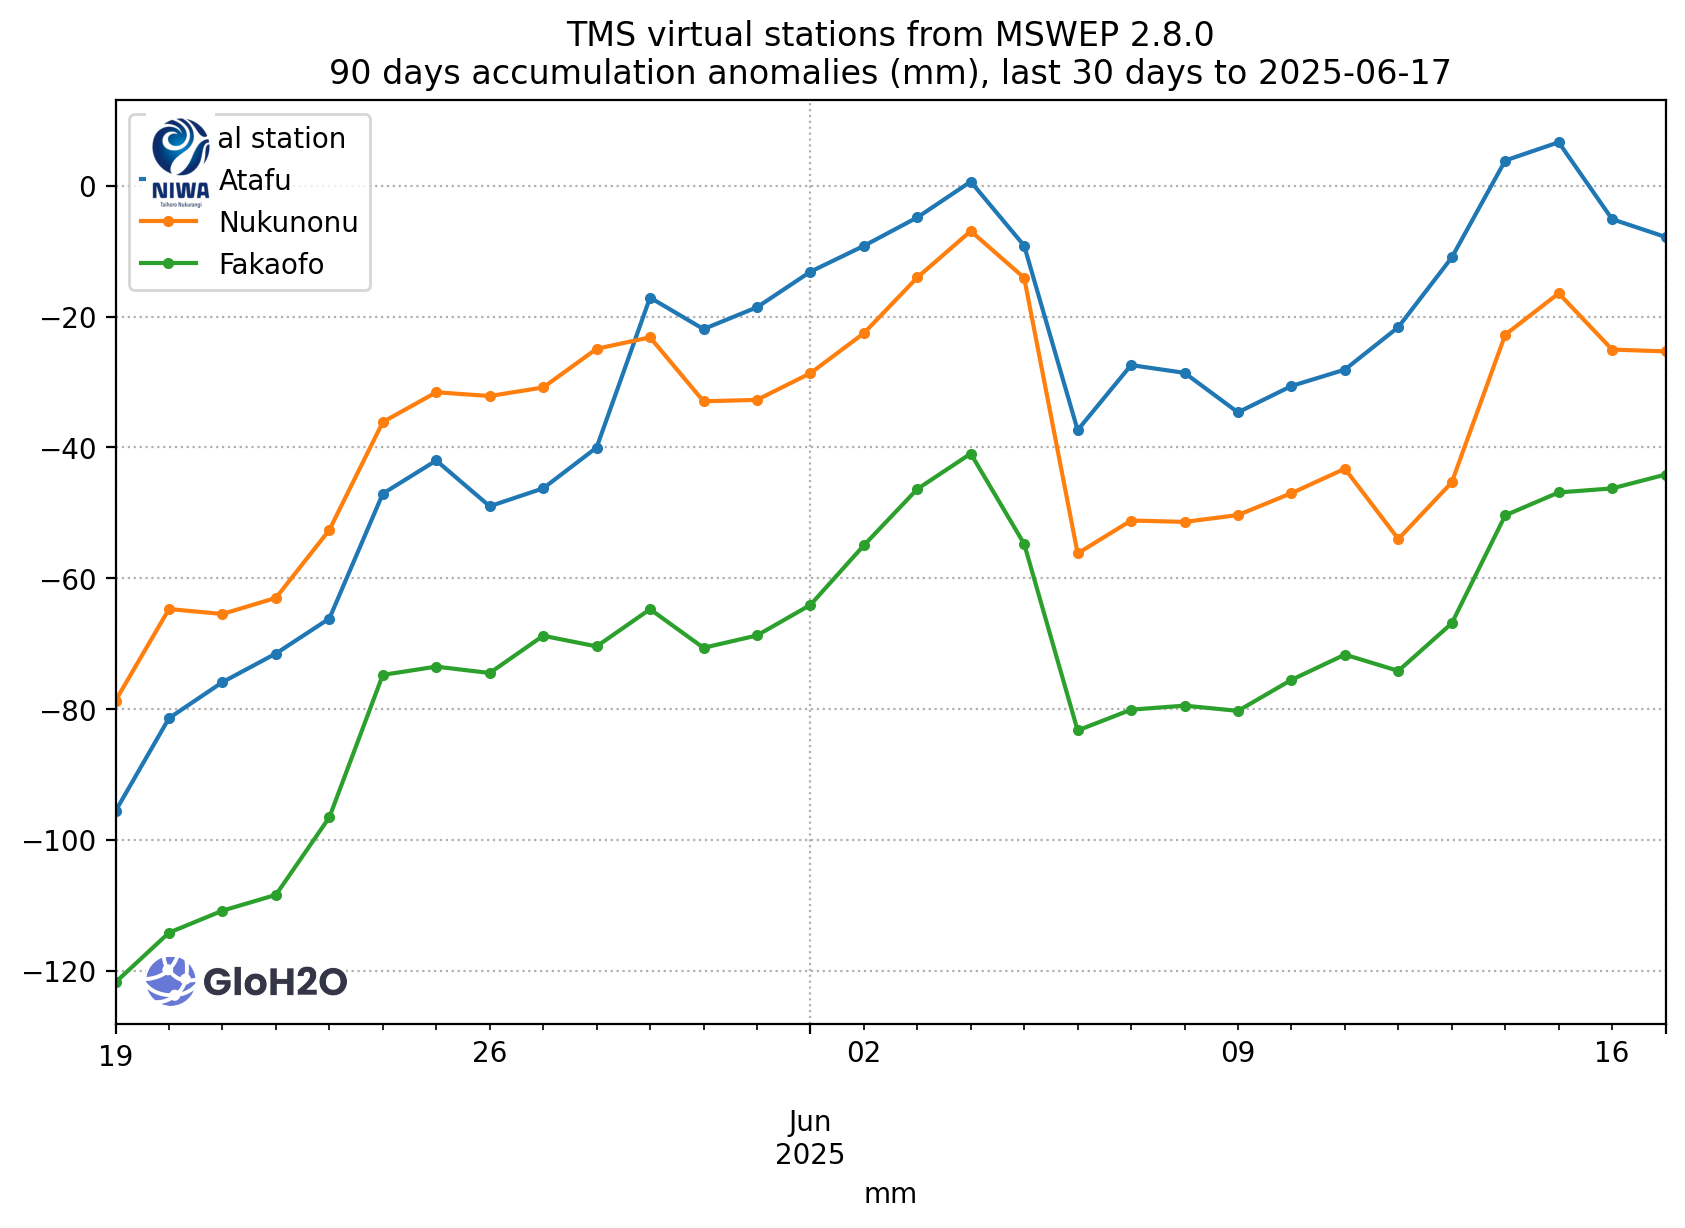 TMS virtual stations from MSWEP 2.8.0
90 days accumulation anomalies (mm), last 30 days to 2025-06-17
al station
Atafu
Nukunonu
Fakaofo
NIWA
Taihoro Nukurangi
0
−20
−40
−60
−80
−100
−120
GloH2O
19
26
02
09
16
Jun
2025
mm